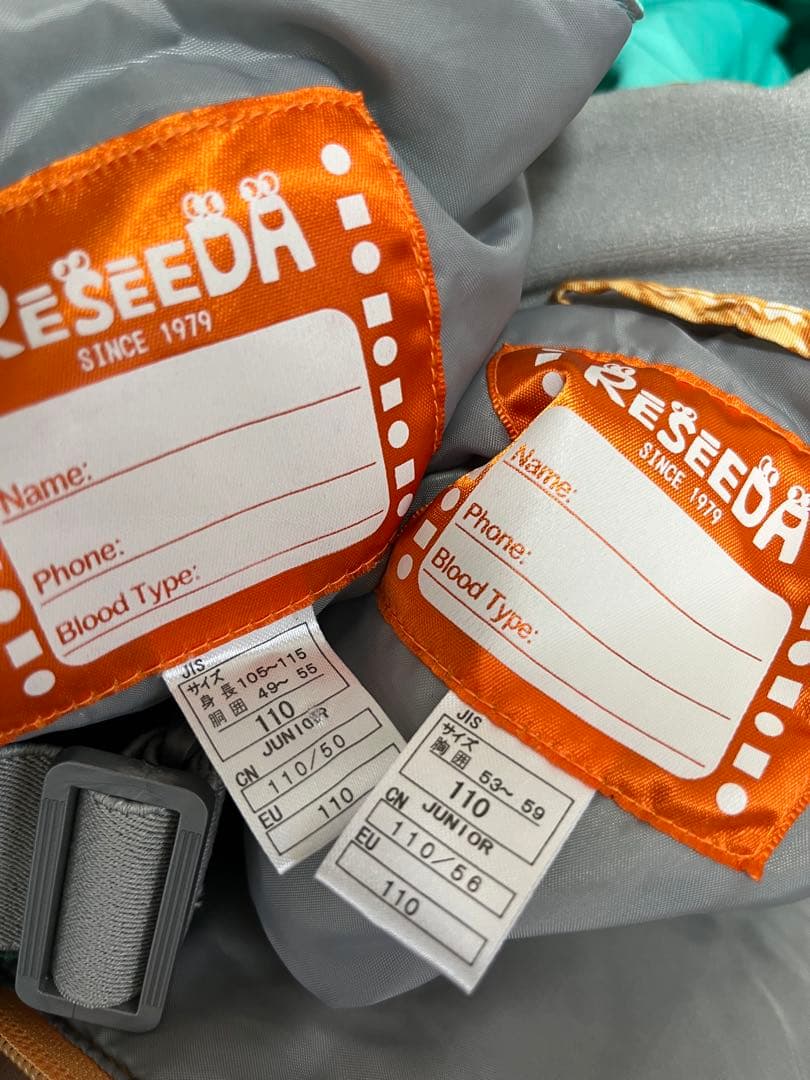 RESEEDA
SINCE 1979
Name:
Phone:
Blood Type:
JIS
サイズ
身長 105~115
胴囲 49~ 55
110
JUNIOR
CN
110/50
EU
110
RESEEDA
SINCE 1979
Name:
Phone:
Blood Type:
JIS
サイズ
胸囲 53~ 59
110
JUNIOR
CN
110/56
EU
110